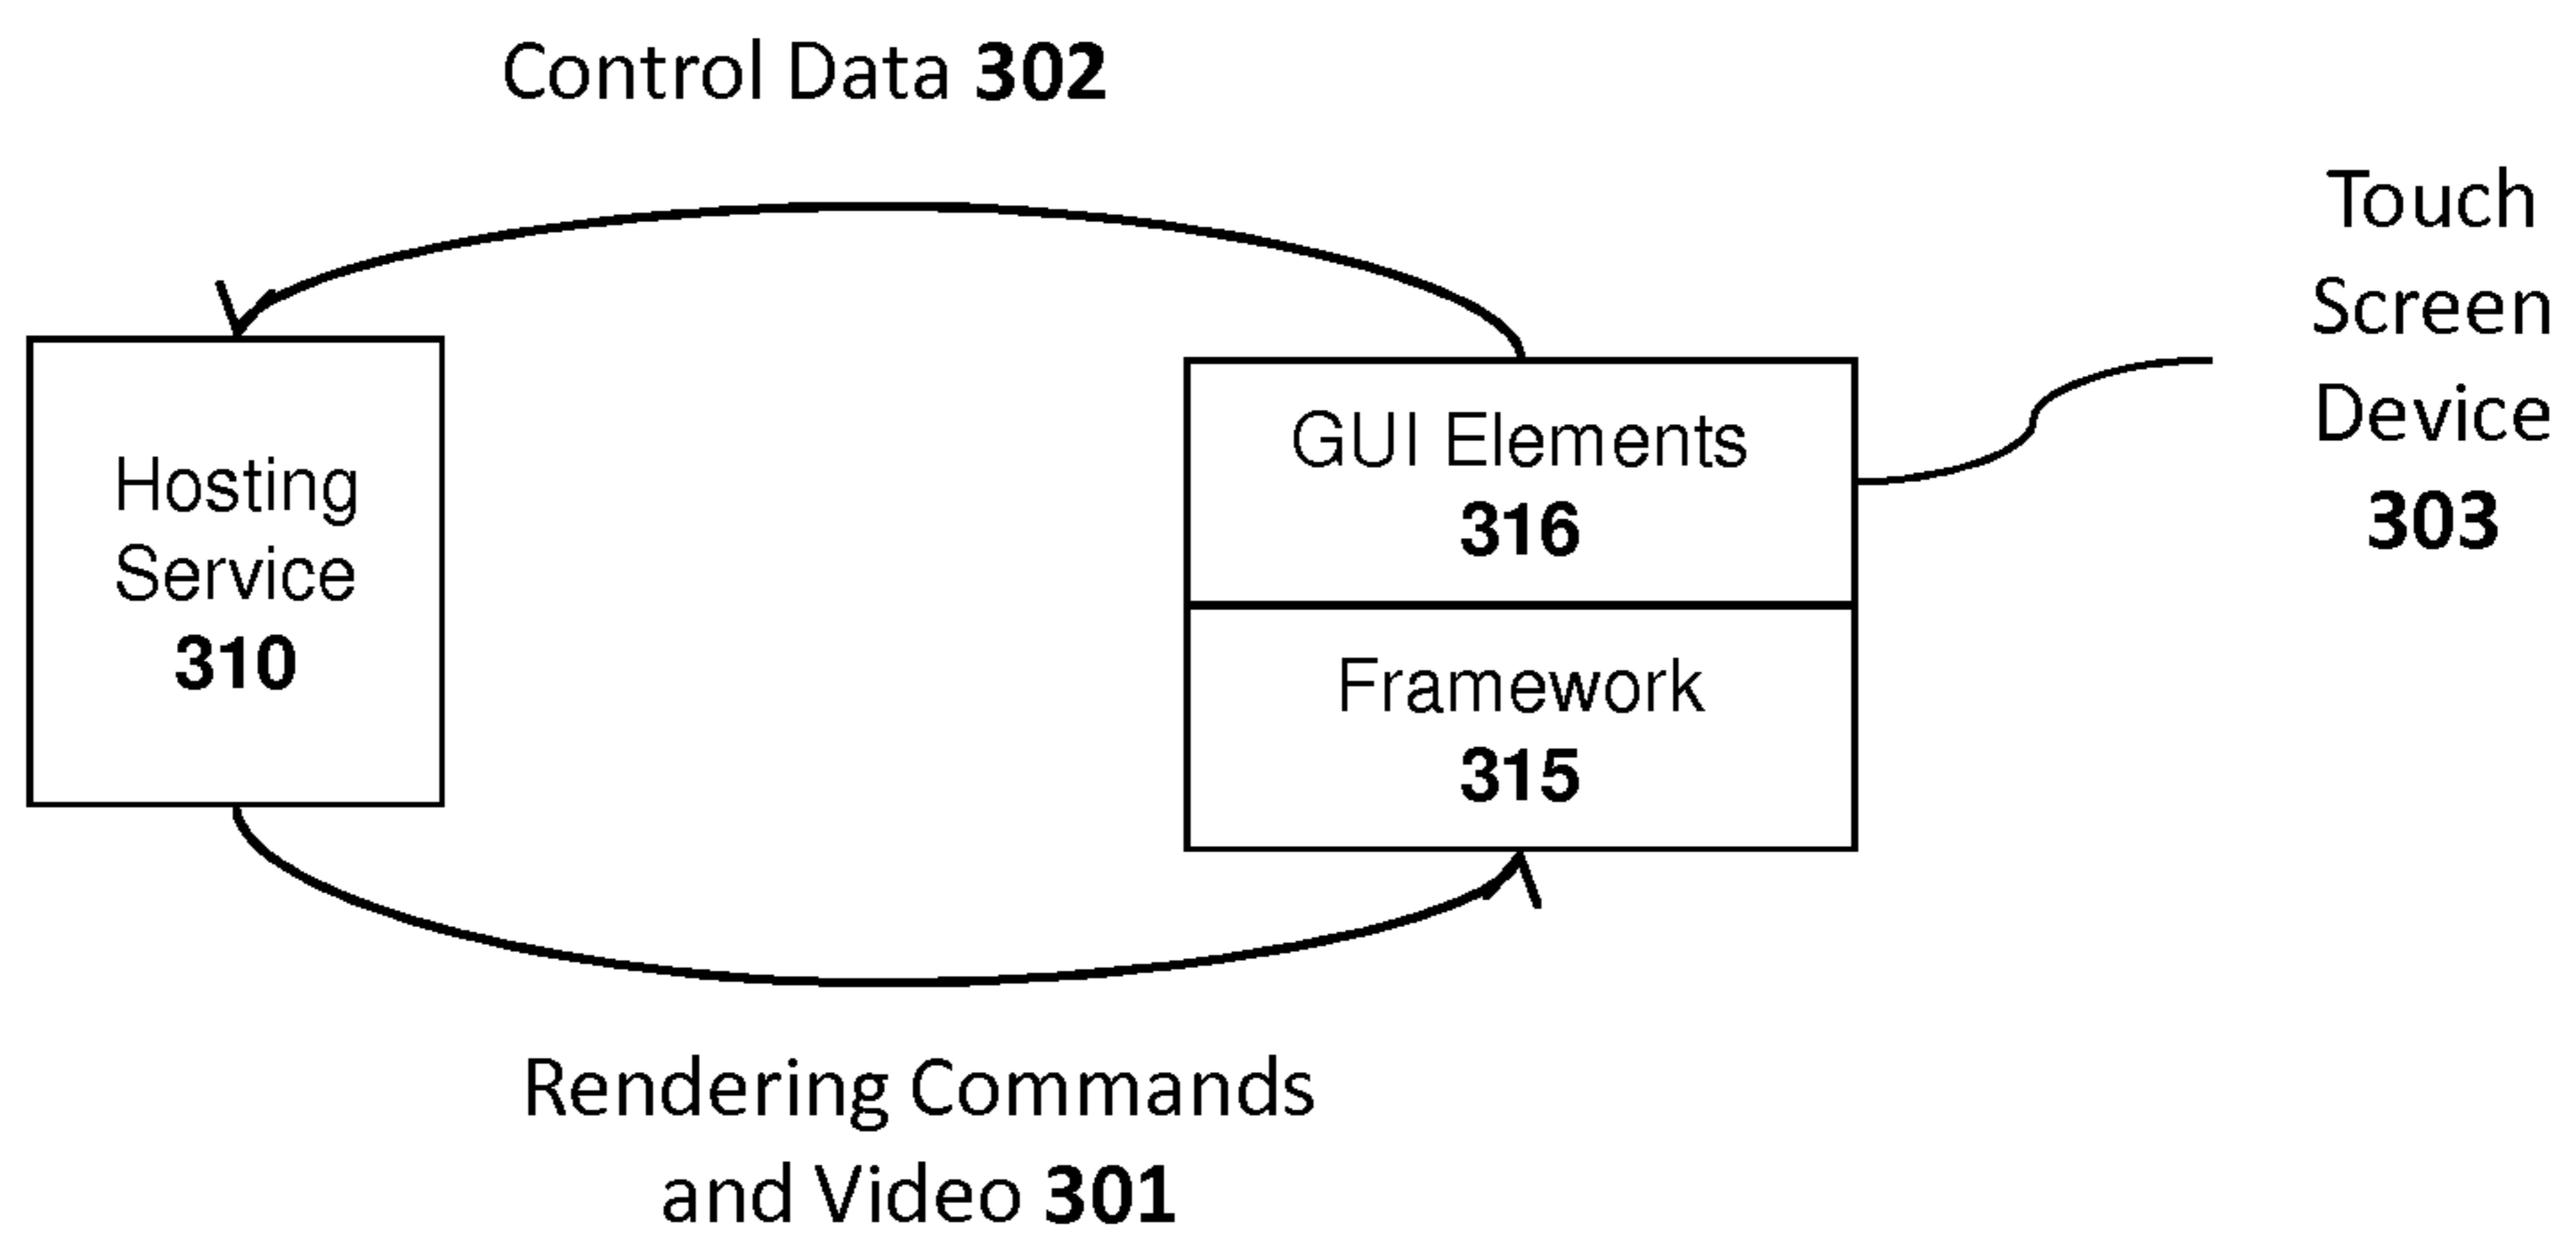 Control Data 302
Touch
Screen
Device
303
Hosting
Service
310
GUI Elements
316
Framework
315
Rendering Commands
and Video 301